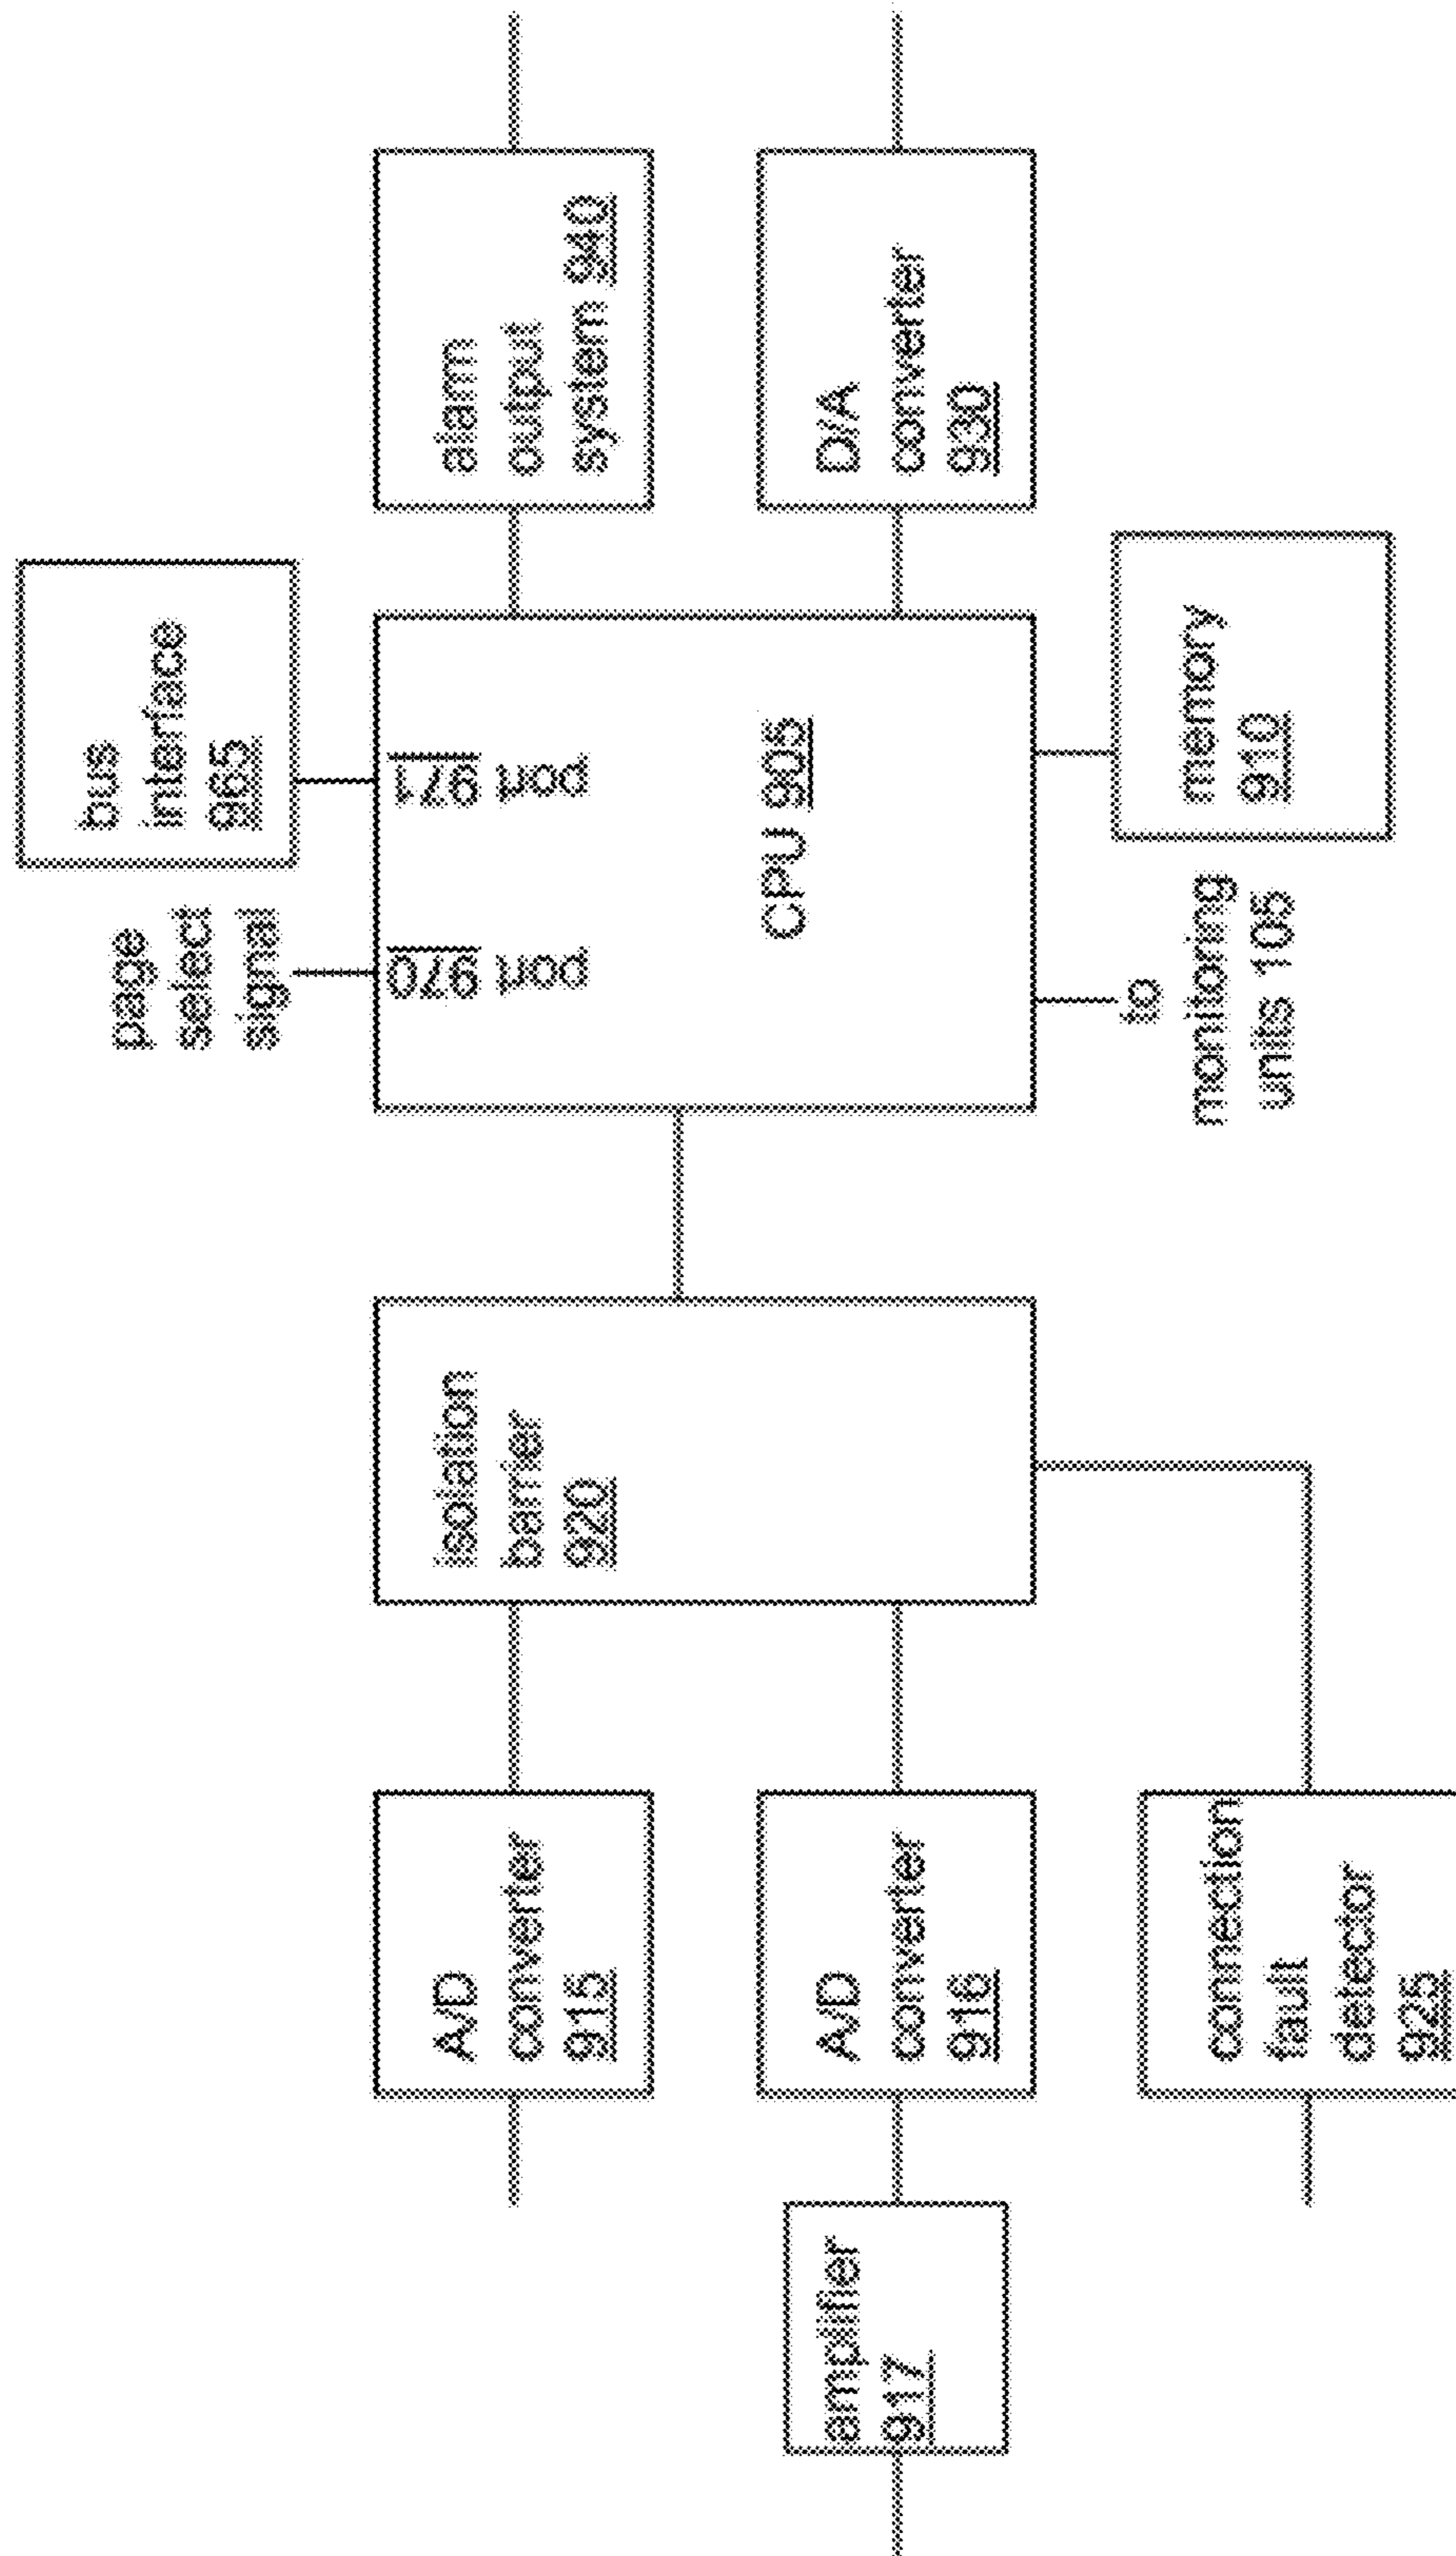 amplifier
917
A/D
converter
915
A/D
converter
916
connection
fault
detector
925
isolation
barrier
920
page
select
signal
bus
interface
965
port
970
port
971
CPU 905
to
monitoring
units 105
memory
910
alarm
output
system 940
D/A
converter
930